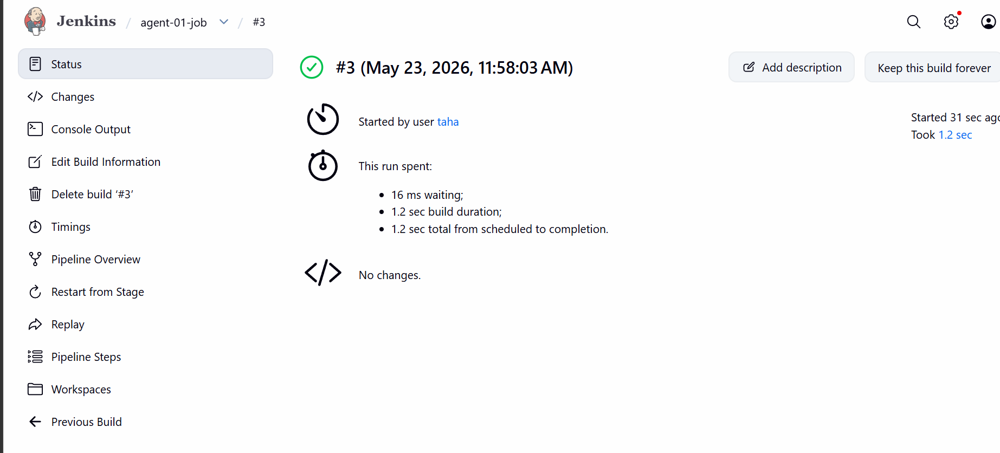 Jenkins / agent-01-job / #3
Status
Changes
Console Output
Edit Build Information
Delete build ‘#3’
Timings
Pipeline Overview
Restart from Stage
Replay
Pipeline Steps
Workspaces
Previous Build
#3 (May 23, 2026, 11:58:03 AM)
Add description
Keep this build forever
Started by user taha
Started 31 sec ago
Took 1.2 sec
This run spent:
16 ms waiting;
1.2 sec build duration;
1.2 sec total from scheduled to completion.
No changes.